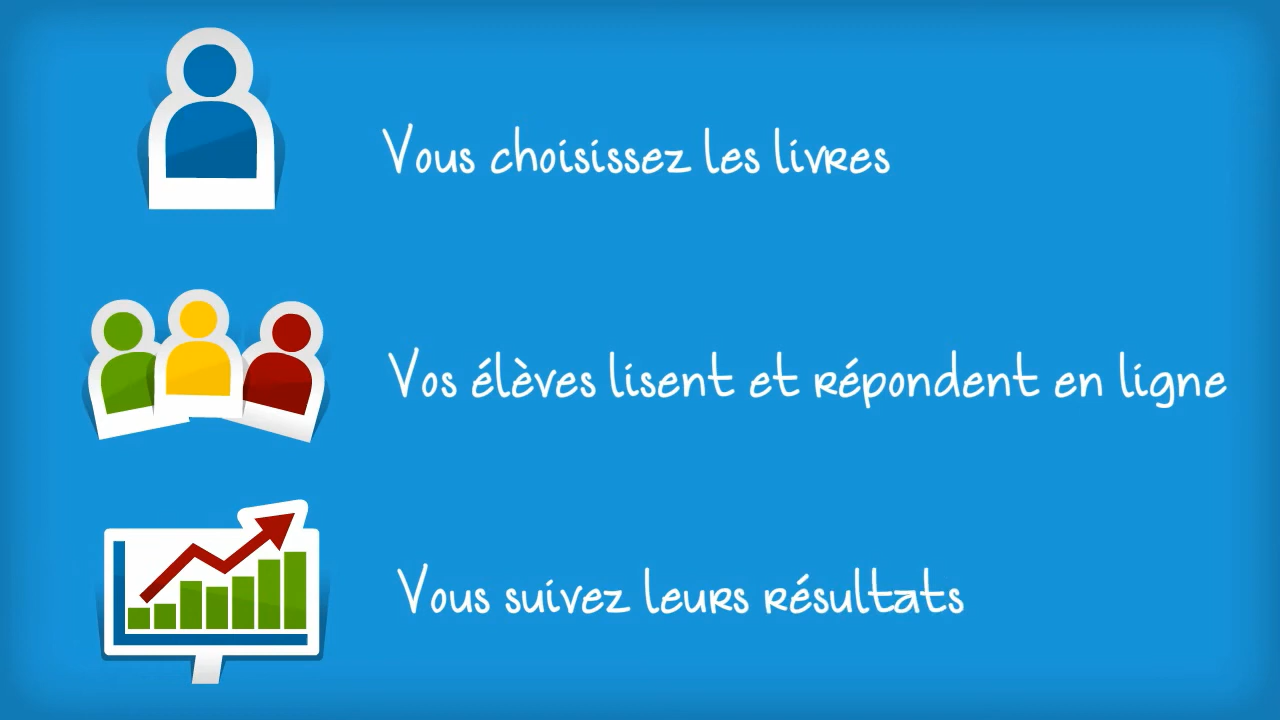 Vous choisissez les livres
Vos élèves lisent et répondent en ligne
Vous suivez leurs résultats